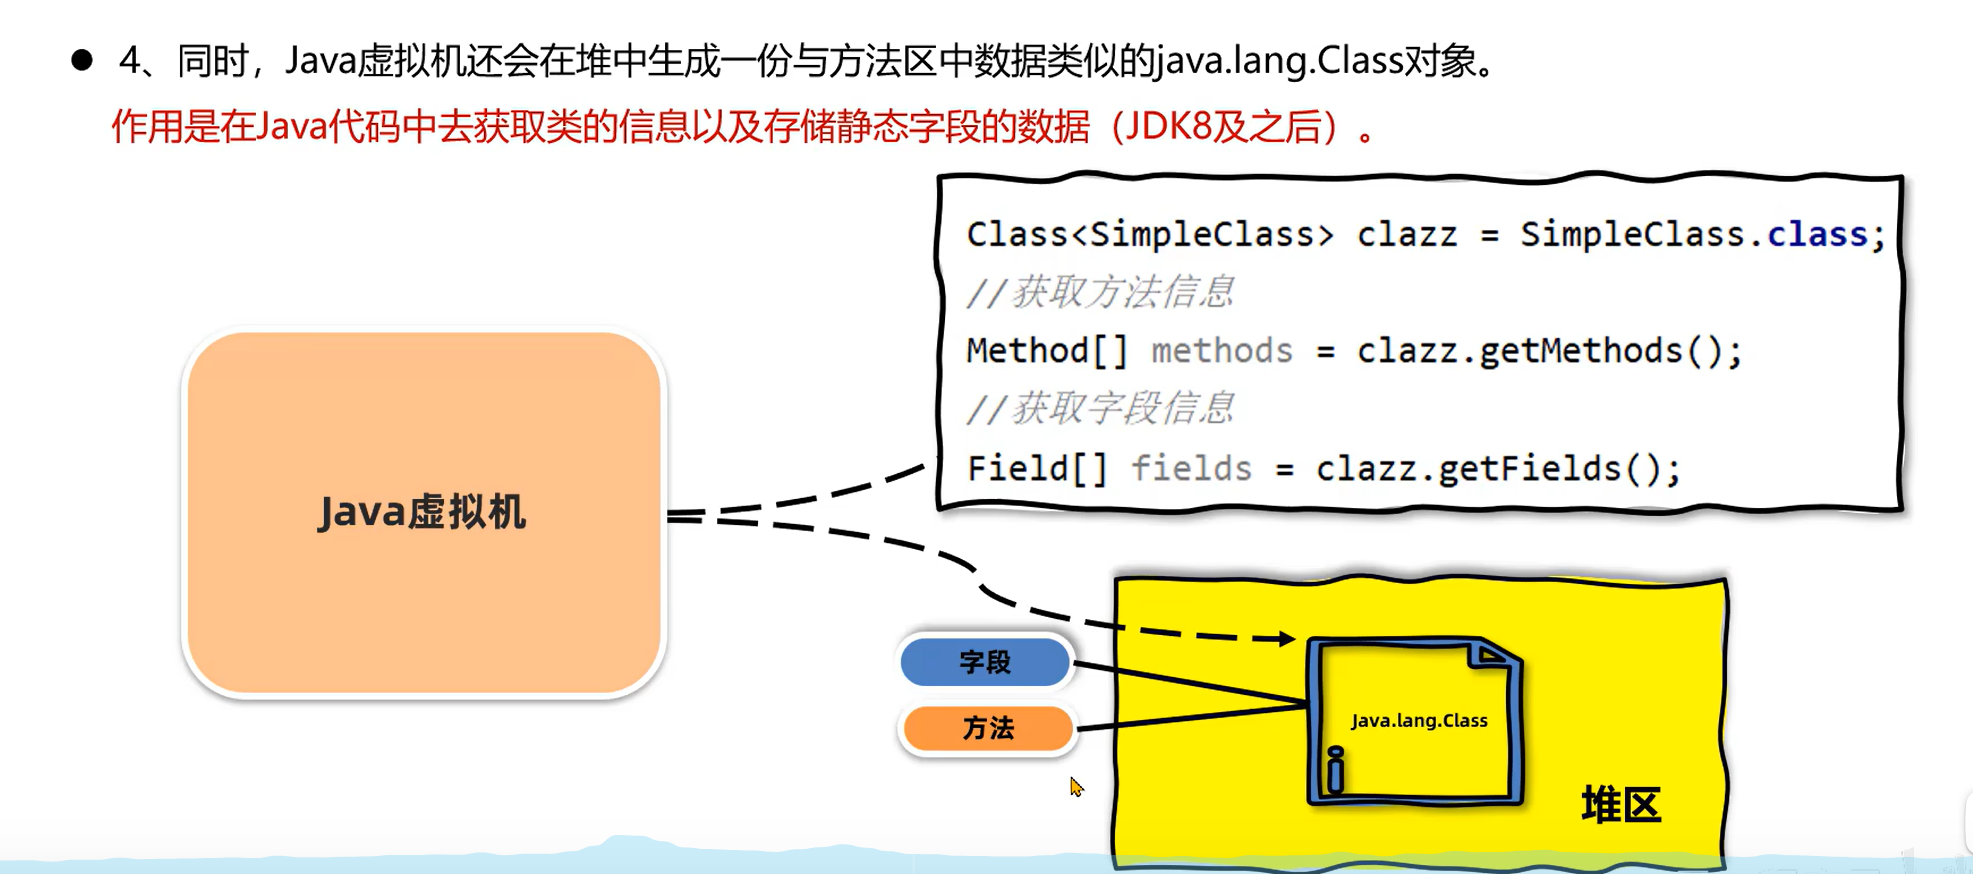 4、同时，Java虚拟机还会在堆中生成一份与方法区中数据类似的java.lang.Class对象。
作用是在Java代码中去获取类的信息以及存储静态字段的数据（JDK8及之后）。
Class<SimpleClass> clazz = SimpleClass.class;
//获取方法信息
Method[] methods = clazz.getMethods();
//获取字段信息
Field[] fields = clazz.getFields();
Java虚拟机
字段
方法
Java.lang.Class
堆区